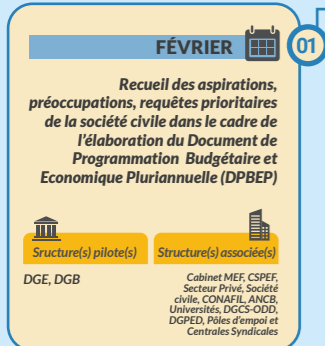 FÉVRIER
01
Recueil des aspirations,
préoccupations, requêtes prioritaires
de la société civile dans le cadre de
l'élaboration du Document de
Programmation Budgétaire et
Economique Pluriannuelle (DPBEP)
Sructure(s) pilote(s)
Structure(s) associée(s)
DGE, DGB
Cabinet MEF, CSPEF,
Secteur Privé, Société
civile, CONAFIL, ANCB,
Universités, DGCS-ODD,
DGPED, Pôles d'empoi et
Centrales Syndicales